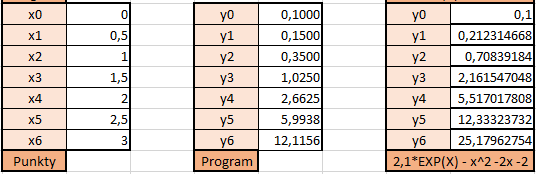 x0 0 y0 0,1000 y0 0,1
x1 0,5 y1 0,1500 y1 0,212314668
x2 1 y2 0,3500 y2 0,70839184
x3 1,5 y3 1,0250 y3 2,161547048
x4 2 y4 2,6625 y4 5,517017808
x5 2,5 y5 5,9938 y5 12,33323732
x6 3 y6 12,1156 y6 25,17962754
Punkty Program 2,1*EXP(X) - x^2 -2x -2